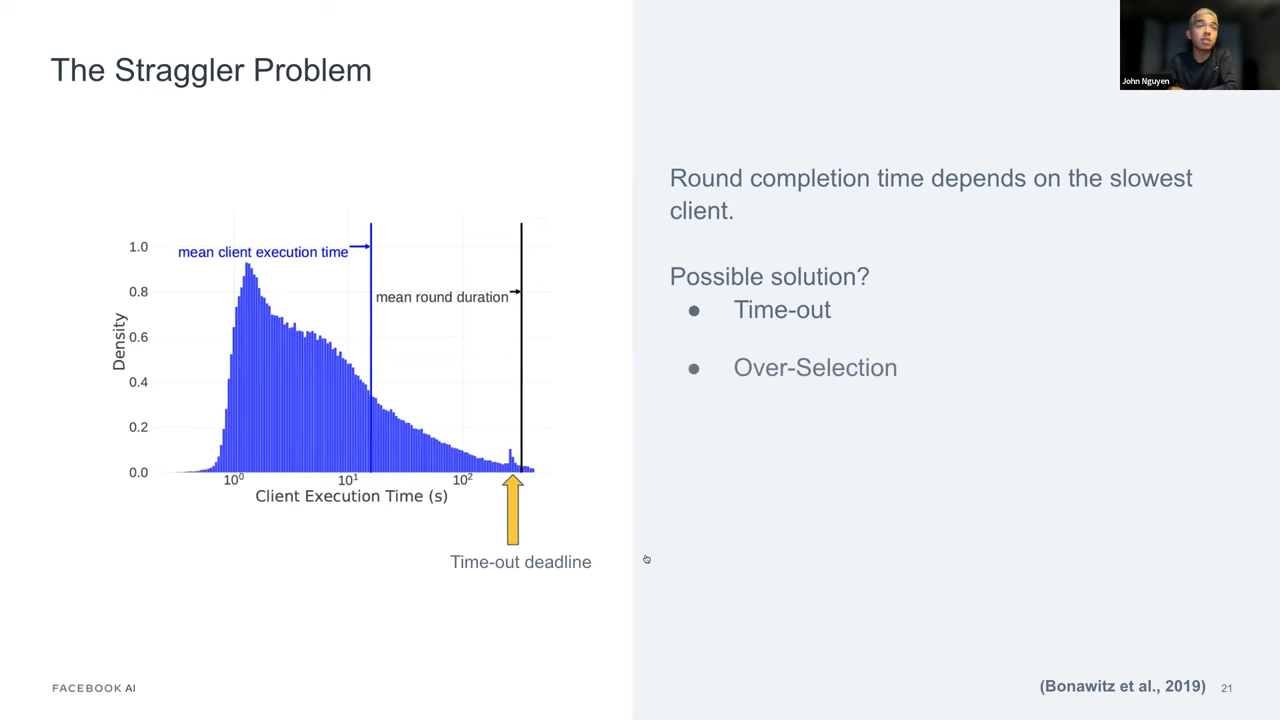 The Straggler Problem
John Nguyen
Round completion time depends on the slowest
client.
Possible solution?
● Time-out
● Over-Selection
mean client execution time
mean round duration
Density
1.0
0.8
0.6
0.4
0.2
0.0
10⁰ 10¹ 10²
Client Execution Time (s)
Time-out deadline
FACEBOOK AI
(Bonawitz et al., 2019) 21